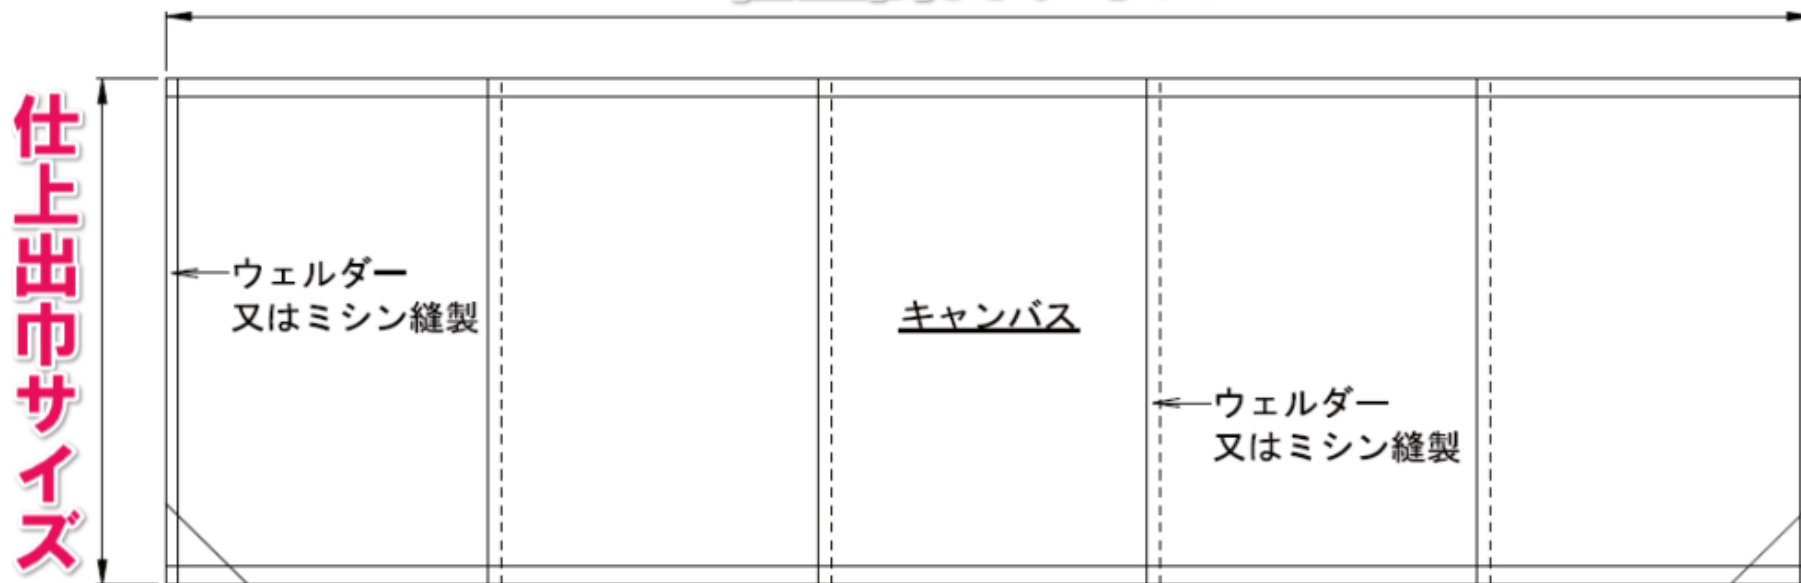 仕上出巾サイズ
ウェルダー
又はミシン縫製
キャンバス
ウェルダー
又はミシン縫製